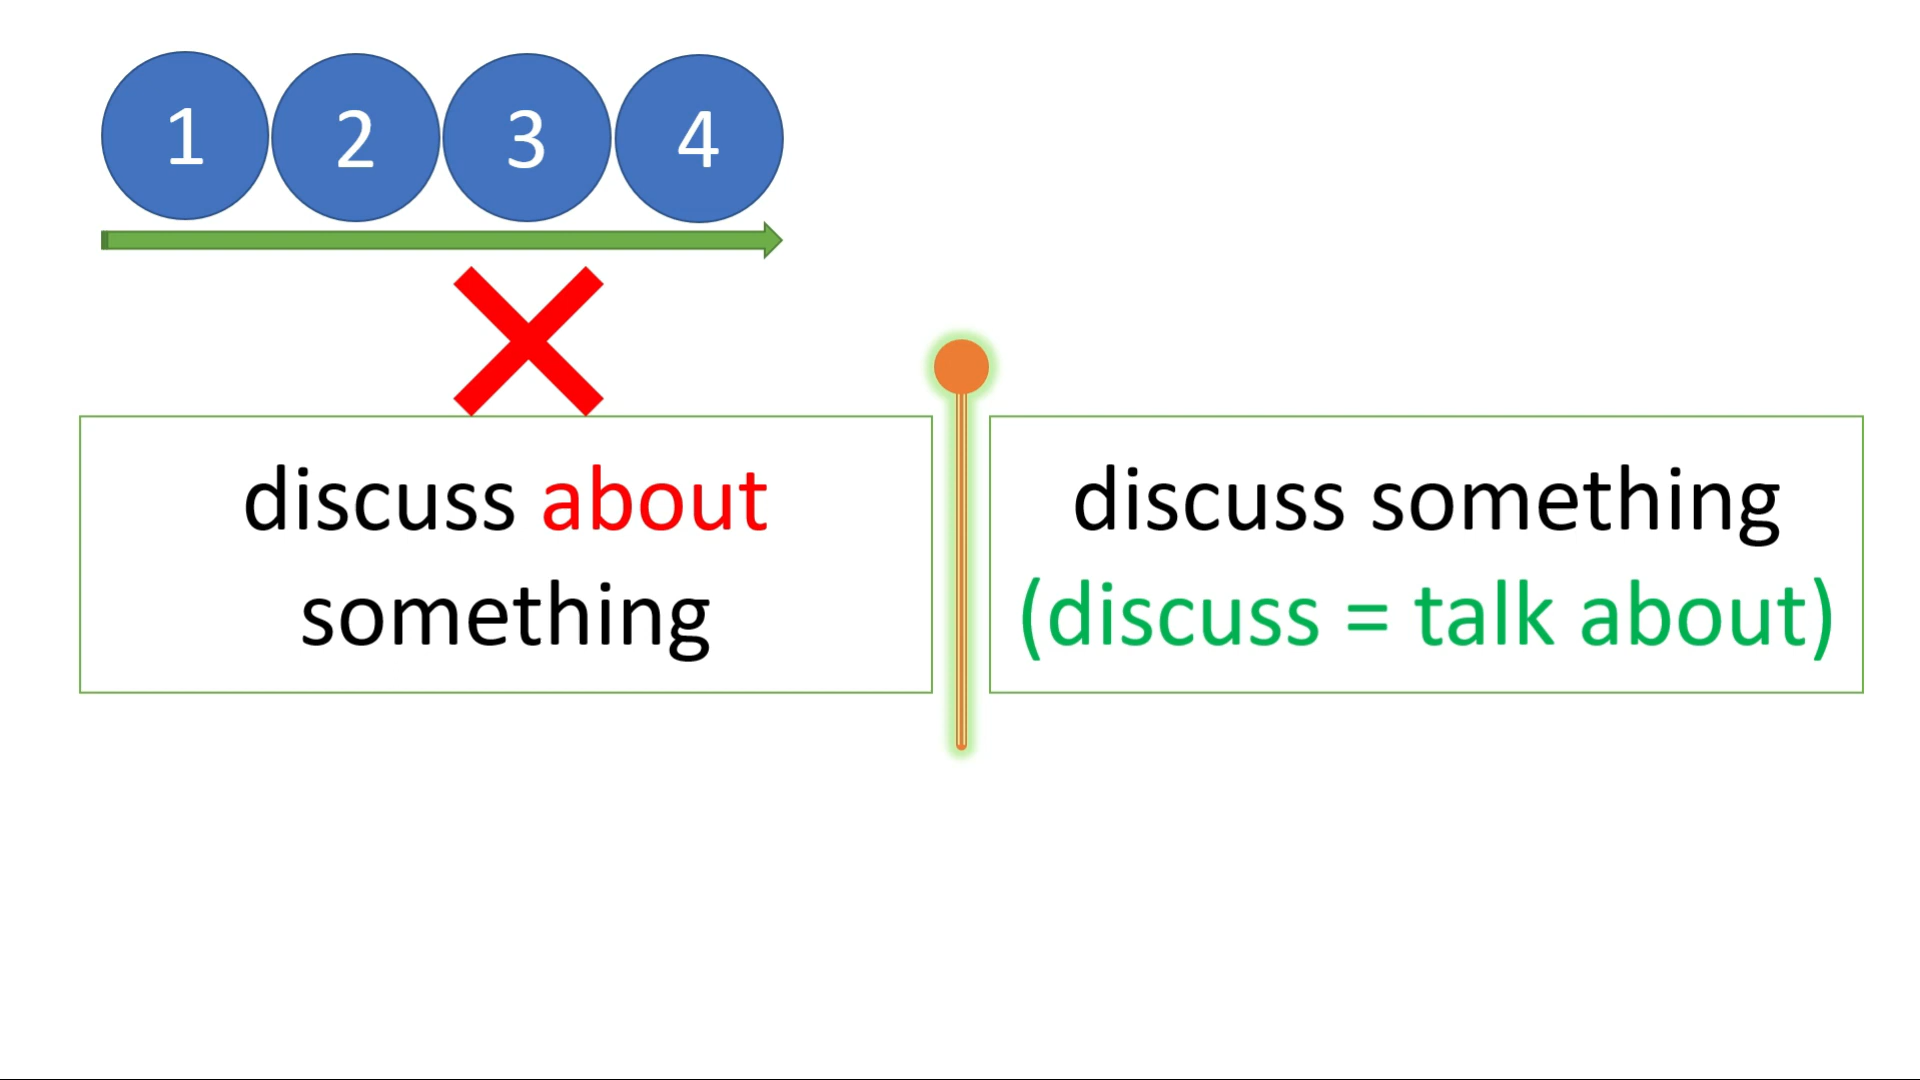 1 2 3 4
discuss about
something
discuss something
(discuss = talk about)